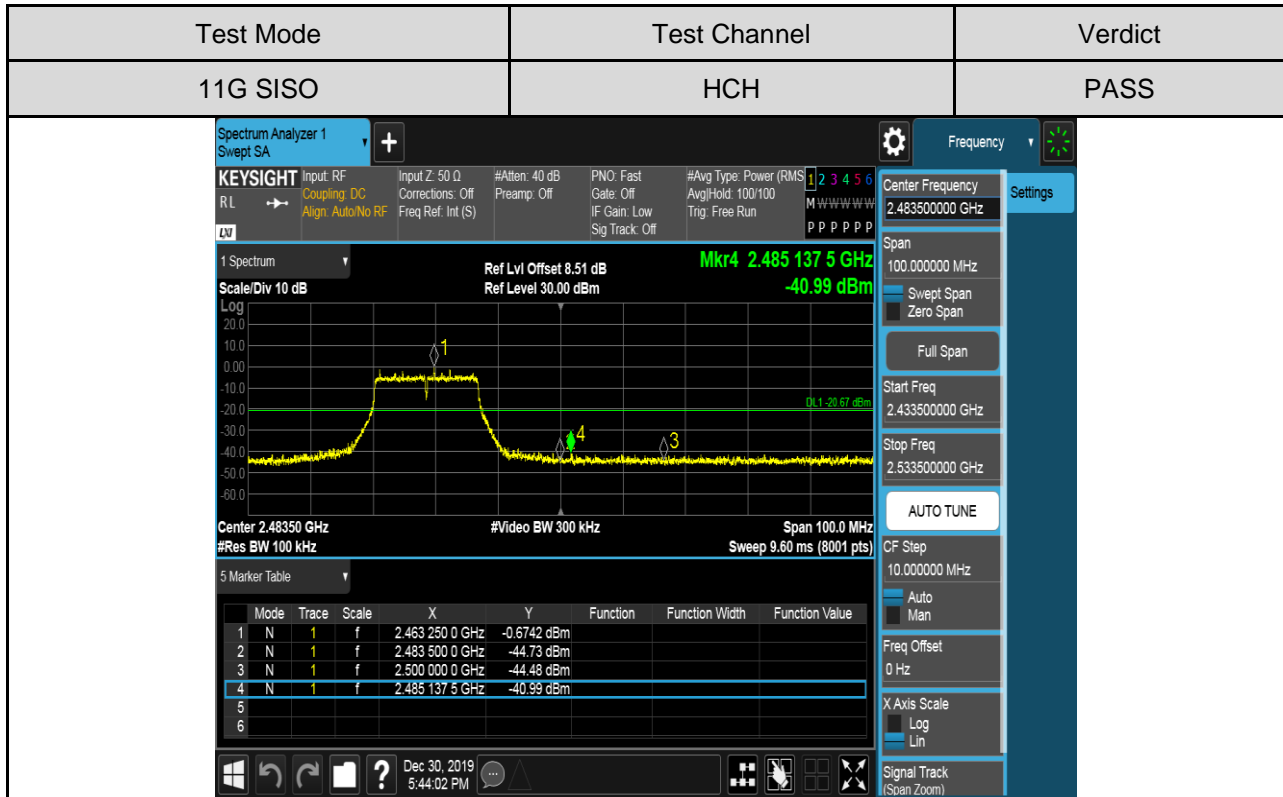 Test Mode Test Channel Verdict
11G SISO HCH PASS
Spectrum Analyzer 1
Swept SA
+
Frequency
KEYSIGHT
RL
LXI
Input: RF
Coupling: DC
Align: Auto/No RF
Input Z: 50 Ω
Corrections: Off
Freq Ref: Int (S)
#Atten: 40 dB
Preamp: Off
PNO: Fast
Gate: Off
IF Gain: Low
Sig Track: Off
#Avg Type: Power (RMS
Avg|Hold: 100/100
Trig: Free Run
1 2 3 4 5 6
M W W W W W
P P P P P P
1 Spectrum
Scale/Div 10 dB
Ref Lvl Offset 8.51 dB
Ref Level 30.00 dBm
Mkr4 2.485 137 5 GHz
-40.99 dBm
Log
20.0
10.0
0.00
-10.0
-20.0
-30.0
-40.0
-50.0
-60.0
1
4
3
DL1 -20.67 dBm
Center 2.48350 GHz #Video BW 300 kHz Span 100.0 MHz
#Res BW 100 kHz Sweep 9.60 ms (8001 pts)
5 Marker Table
Mode Trace Scale X Y Function Function Width Function Value
1 N 1 f 2.463 250 0 GHz -0.6742 dBm
2 N 1 f 2.483 500 0 GHz -44.73 dBm
3 N 1 f 2.500 000 0 GHz -44.48 dBm
4 N 1 f 2.485 137 5 GHz -40.99 dBm
5
6
?
Dec 30, 2019
5:44:02 PM
Center Frequency
2.483500000 GHz
Settings
Span
100.000000 MHz
Swept Span
Zero Span
Full Span
Start Freq
2.433500000 GHz
Stop Freq
2.533500000 GHz
AUTO TUNE
CF Step
10.000000 MHz
Auto
Man
Freq Offset
0 Hz
X Axis Scale
Log
Lin
Signal Track
(Span Zoom)